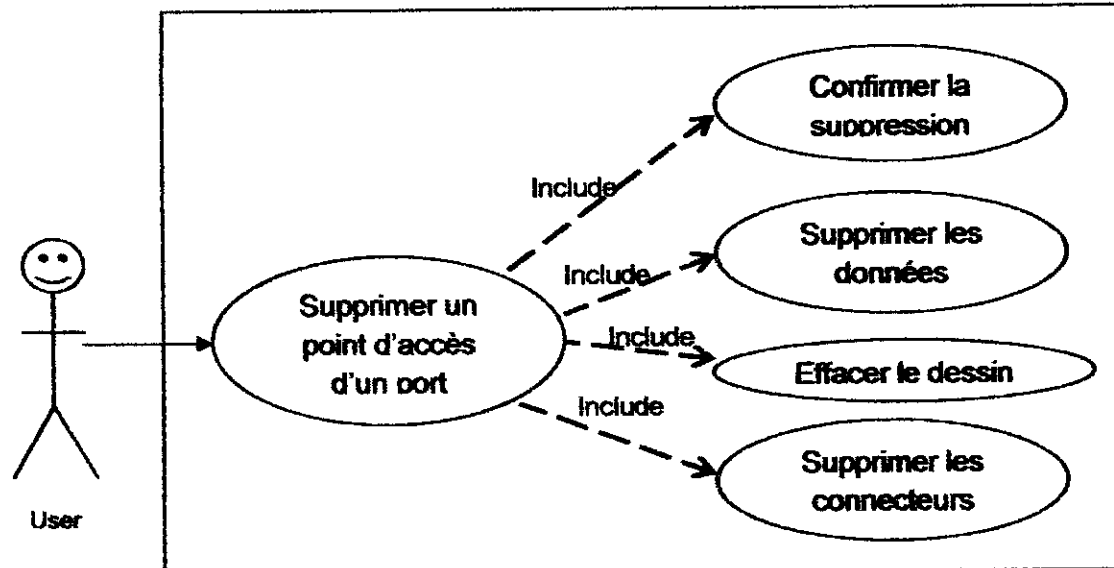 Confirmer la
suppression
Include
Supprimer les
données
Include
Supprimer un
point d'accès
d'un port
Include
Effacer le dessin
Include
Supprimer les
connecteurs
User